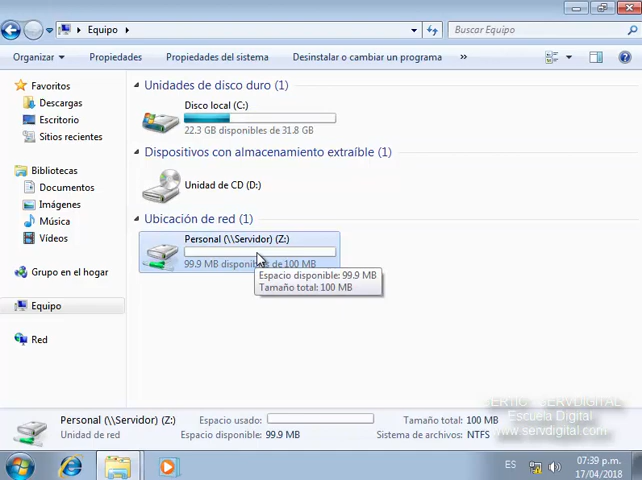 Equipo
Buscar Equipo
Organizar
Propiedades
Propiedades del sistema
Desinstalar o cambiar un programa
»
Favoritos
Descargas
Escritorio
Sitios recientes
Bibliotecas
Documentos
Imágenes
Música
Vídeos
Grupo en el hogar
Equipo
Red
Unidades de disco duro (1)
Disco local (C:)
22.3 GB disponibles de 31.8 GB
Dispositivos con almacenamiento extraíble (1)
Unidad de CD (D:)
Ubicación de red (1)
Personal (\\Servidor) (Z:)
99.9 MB disponibles de 100 MB
Espacio disponible: 99.9 MB
Tamaño total: 100 MB
SERVDIGITAL
Escuela Digital
www.servdigital.com
Personal (\\Servidor) (Z:)
Espacio usado:
Tamaño total: 100 MB
Unidad de red
Espacio disponible: 99.9 MB
Sistema de archivos: NTFS
ES
07:39 p.m.
17/04/2018